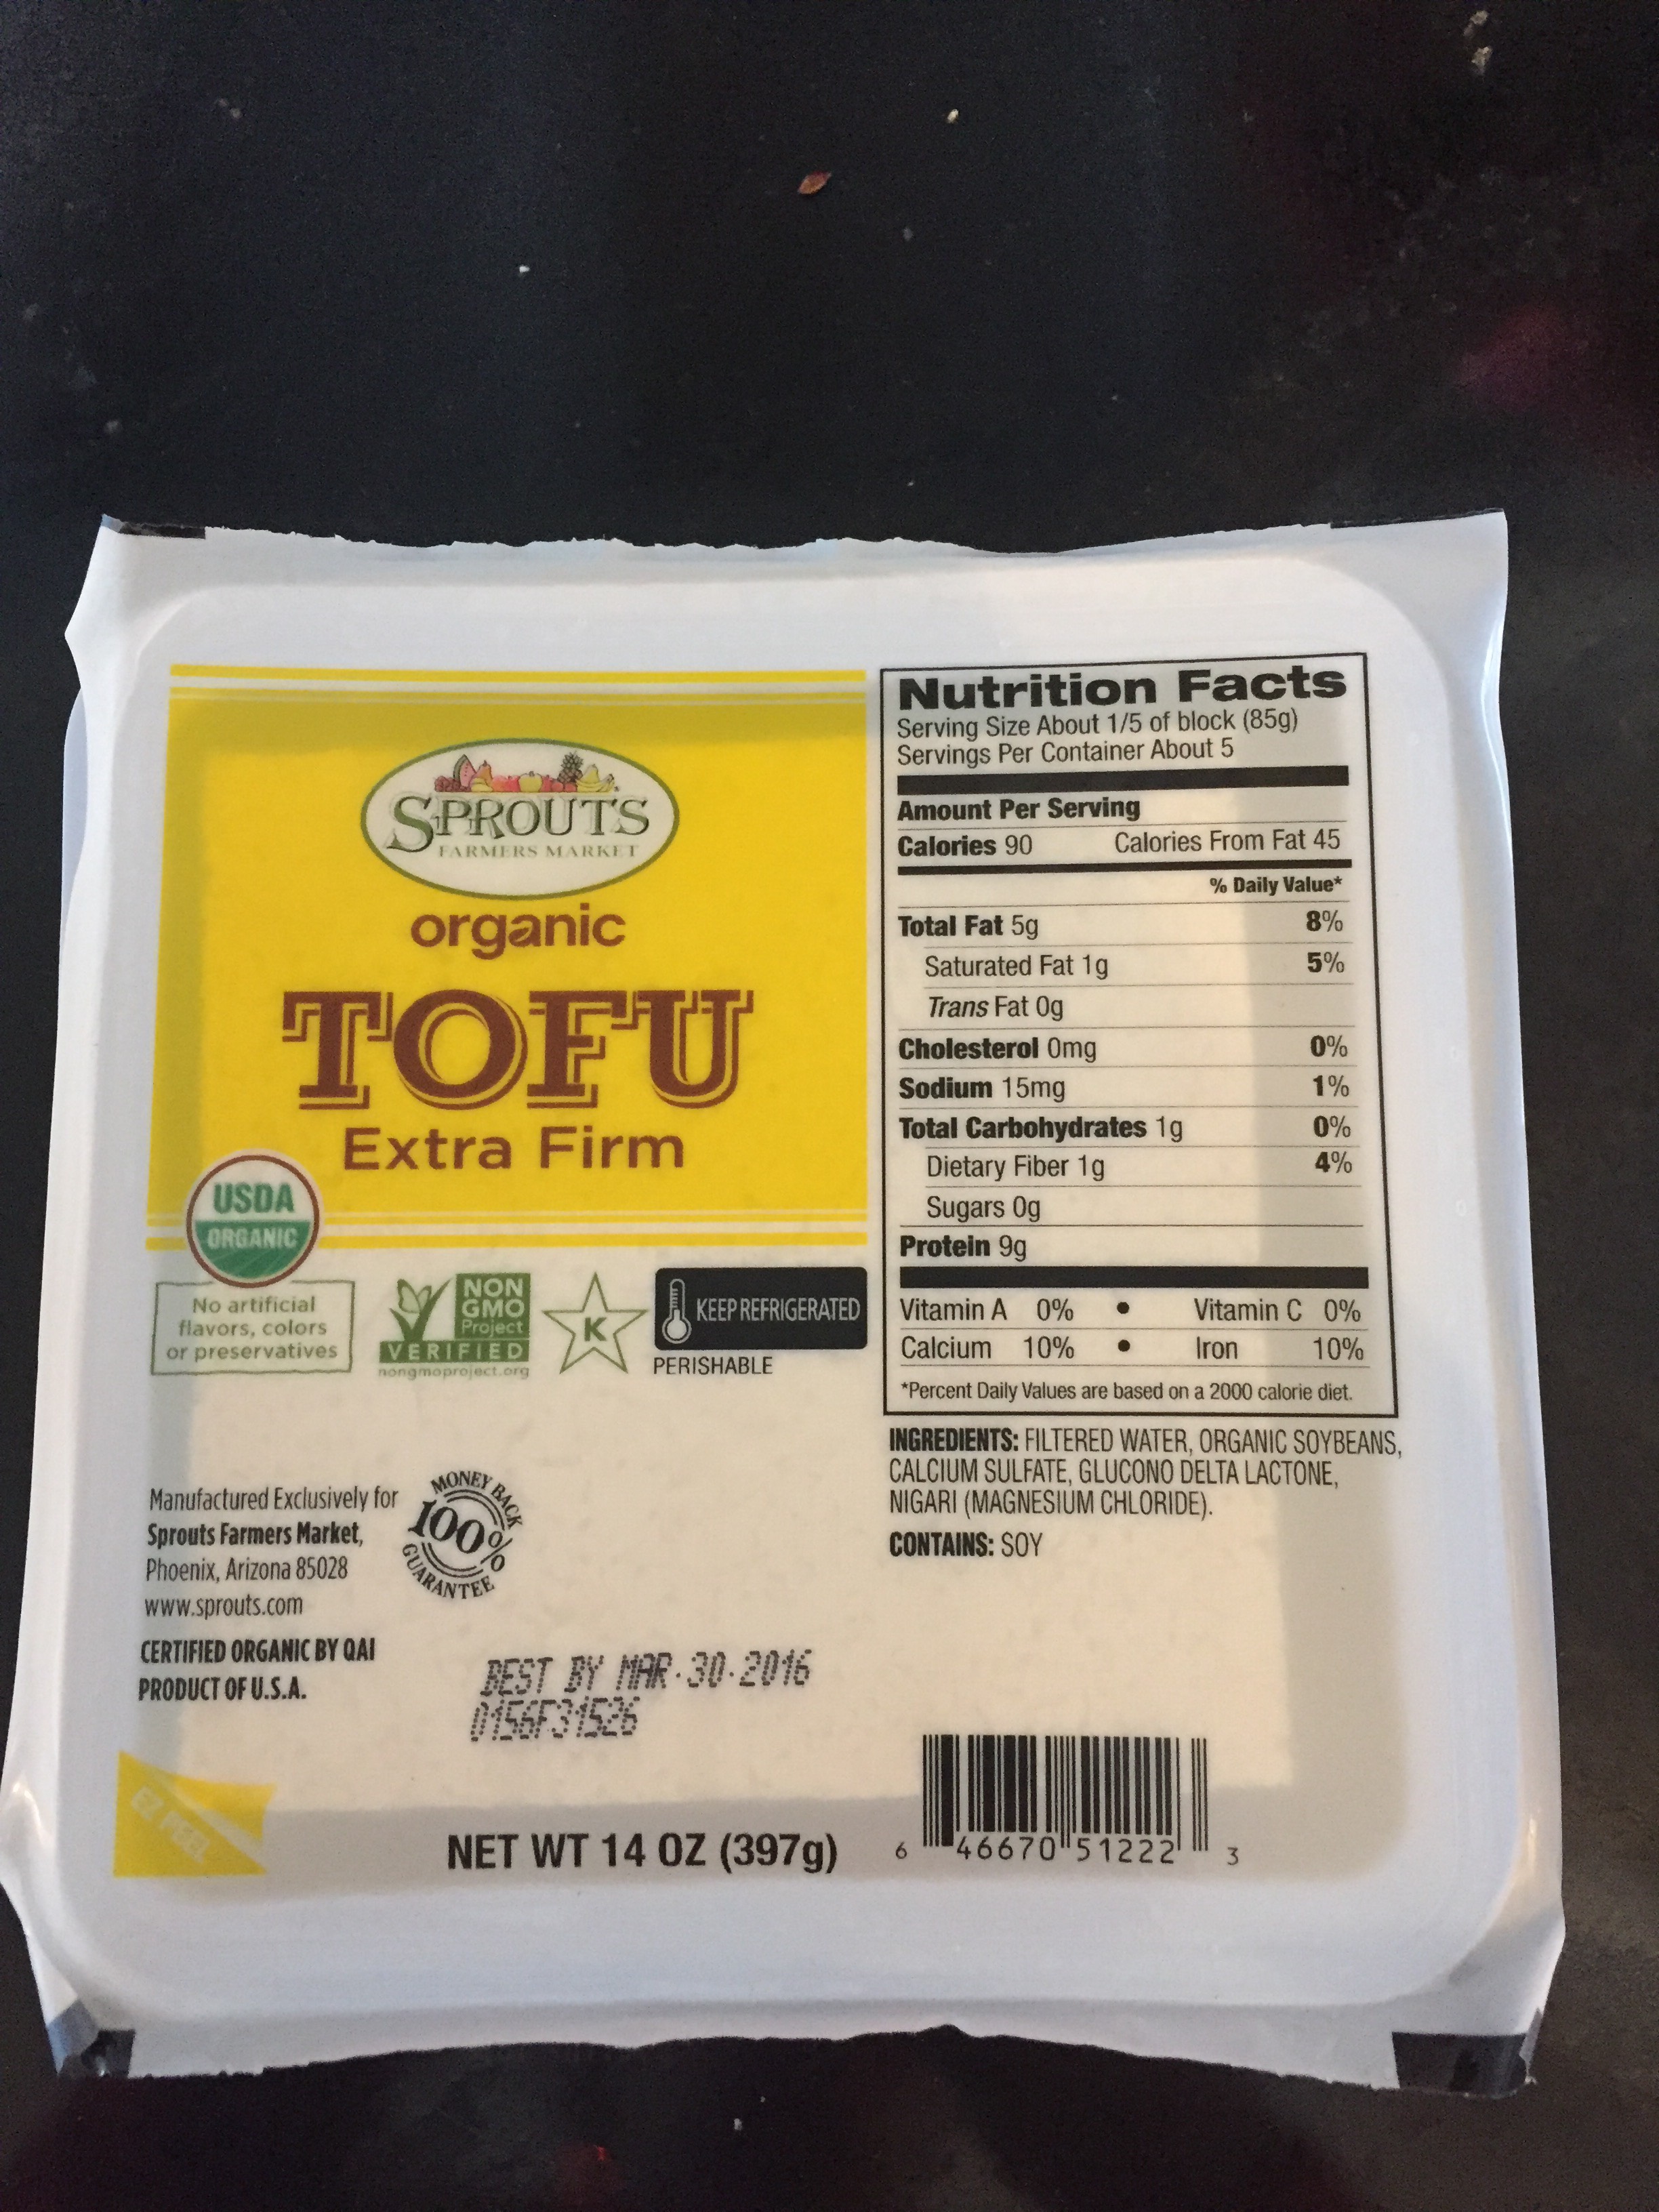 SPROUTS
FARMERS MARKET
organic
TOFU
Extra Firm
USDA
ORGANIC
No artificial
flavors, colors
or preservatives
NON
GMO
Project
VERIFIED
nongmoproject.org
K
KEEP REFRIGERATED
PERISHABLE
Manufactured Exclusively for
Sprouts Farmers Market,
Phoenix, Arizona 85028
www.sprouts.com
MONEY BACK
100%
GUARANTEE
CERTIFIED ORGANIC BY QAI
PRODUCT OF U.S.A.
BEST BY MAR-30-2016
0156F31526
EZ PEEL
NET WT 14 OZ (397g)
Nutrition Facts
Serving Size About 1/5 of block (85g)
Servings Per Container About 5
Amount Per Serving
Calories 90 Calories From Fat 45
% Daily Value*
Total Fat 5g 8%
Saturated Fat 1g 5%
Trans Fat 0g
Cholesterol 0mg 0%
Sodium 15mg 1%
Total Carbohydrates 1g 0%
Dietary Fiber 1g 4%
Sugars 0g
Protein 9g
Vitamin A 0% • Vitamin C 0%
Calcium 10% • Iron 10%
*Percent Daily Values are based on a 2000 calorie diet.
INGREDIENTS: FILTERED WATER, ORGANIC SOYBEANS,
CALCIUM SULFATE, GLUCONO DELTA LACTONE,
NIGARI (MAGNESIUM CHLORIDE).
CONTAINS: SOY
6 46670 51222 3